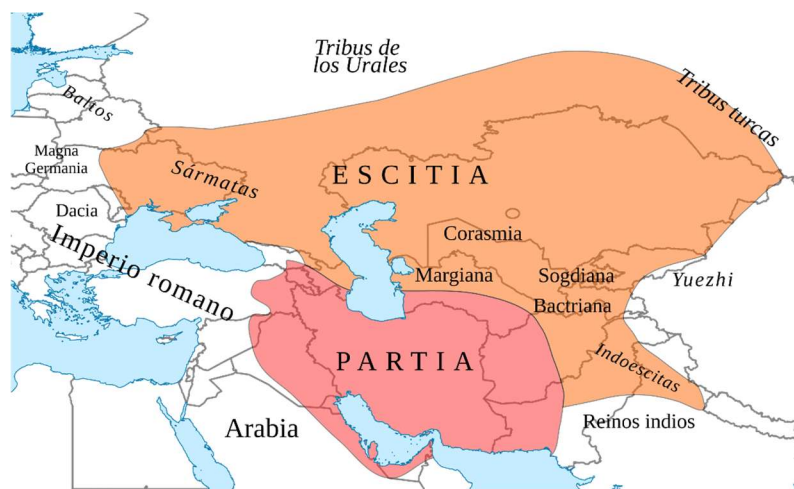 Tribus de
los Urales
Tribus turcas
Baltos
Magna
Germania
Sármatas
ESCITIA
Dacia
Imperio romano
Corasmia
Margiana
Sogdiana
Yuezhi
Bactriana
PARTIA
Indoescitas
Arabia
Reinos indios